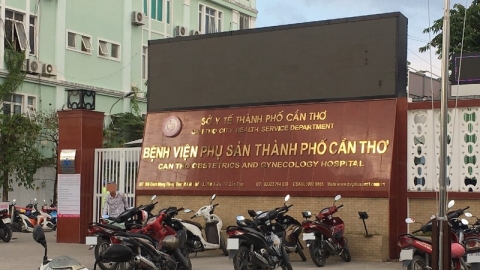 SỞ Y TẾ THÀNH PHỐ CẦN THƠ
CAN THO CITY HEALTH SERVICE DEPARTMENT
BỆNH VIỆN PHỤ SẢN THÀNH PHỐ CẦN THƠ
CAN THO OBSTETRICS AND GYNECOLOGY HOSPITAL